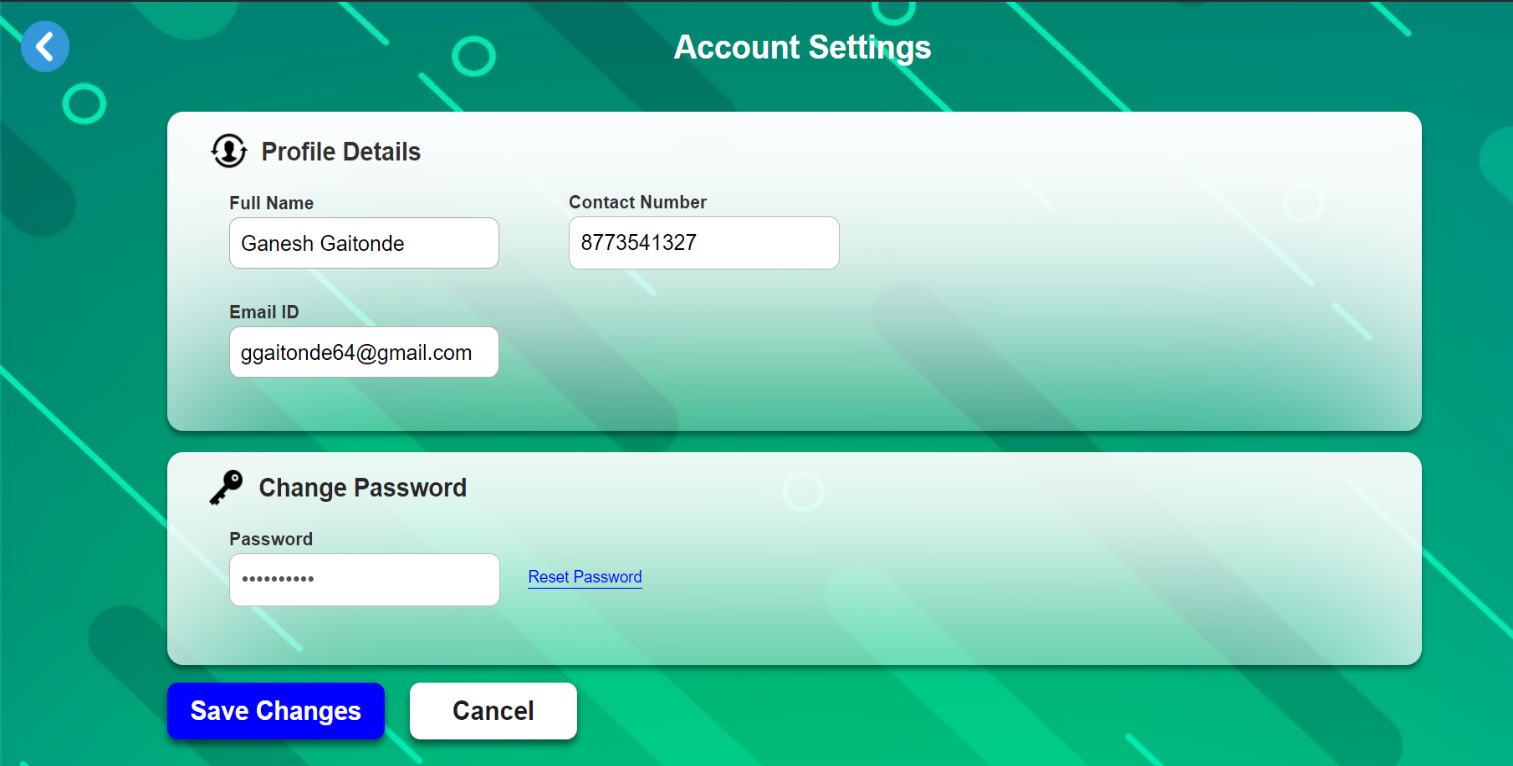 Account Settings
Profile Details
Full Name
Contact Number
Ganesh Gaitonde
8773541327
Email ID
ggaitonde64@gmail.com
Change Password
Password
••••••••••
Reset Password
Save Changes
Cancel